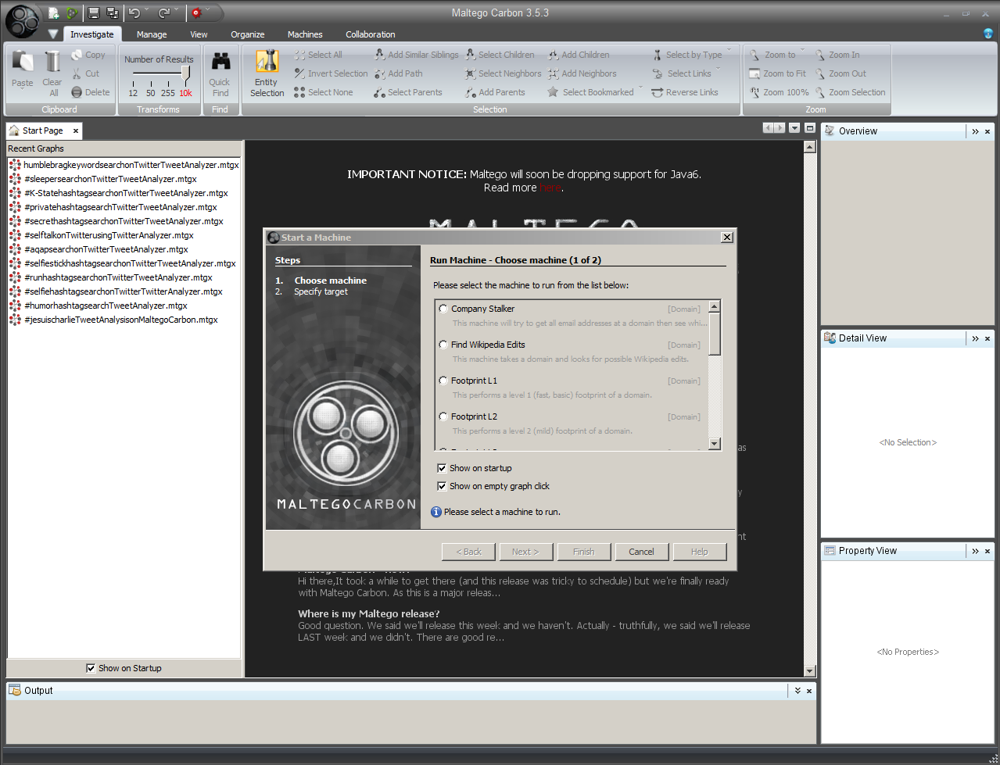 Maltego Carbon 3.5.3
Investigate Manage View Organize Machines Collaboration
Paste
Clear All
Copy
Cut
Delete
Clipboard
Number of Results
12 50 255 10k
Transforms
Quick Find
Find
Entity Selection
Select All
Invert Selection
Select None
Add Similar Siblings
Add Path
Select Parents
Select Children
Select Neighbors
Add Parents
Add Children
Add Neighbors
Select Bookmarked
Select by Type
Select Links
Reverse Links
Selection
Zoom to
Zoom to Fit
Zoom 100%
Zoom In
Zoom Out
Zoom Selection
Zoom
Start Page
Recent Graphs
humblebragkeywordsearchonTwitterTweetAnalyzer.mtgx
#sleepersearchonTwitterTweetAnalyzer.mtgx
#K-StatehashtagsearchonTwitterTweetAnalyzer.mtgx
#privatehashtagsearchTwitterTweetAnalyzer.mtgx
#secrethashtagsearchonTwitterTweetAnalyzer.mtgx
#selftalkonTwitterusingTwitterAnalyzer.mtgx
#aqapsearchonTwitterTweetAnalyzer.mtgx
#selfiestickhashtagsearchonTwitterTweetAnalyzer.mtgx
#runhashtagsearchonTwitterTweetAnalyzer.mtgx
#selfiehashtagsearchonTwitterTwitterAnalyzer.mtgx
#humorhashtagsearchTweetAnalyzer.mtgx
#jesuischarlieTweetAnalysisonMaltegoCarbon.mtgx
Show on Startup
IMPORTANT NOTICE: Maltego will soon be dropping support for Java6.
Read more here.
MALTEGO
Start a Machine
Steps
1. Choose machine
2. Specify target
MALTEGOCARBON
Run Machine - Choose machine (1 of 2)
Please select the machine to run from the list below:
Company Stalker [Domain]
This machine will try to get all email addresses at a domain then see whi...
Find Wikipedia Edits [Domain]
This machine takes a domain and looks for possible Wikipedia edits.
Footprint L1 [Domain]
This performs a level 1 (fast, basic) footprint of a domain.
Footprint L2 [Domain]
This performs a level 2 (mild) footprint of a domain.
Show on startup
Show on empty graph click
Please select a machine to run.
< Back Next > Finish Cancel Help
Hi there,It took a while to get there (and this release was tricky to schedule) but we're finally ready
with Maltego Carbon. As this is a major releas...
Where is my Maltego release?
Good question. We said we'll release this week and we haven't. Actually - truthfully, we said we'll release
LAST week and we didn't. There are good re...
Overview
Detail View
<No Selection>
Property View
<No Properties>
Output